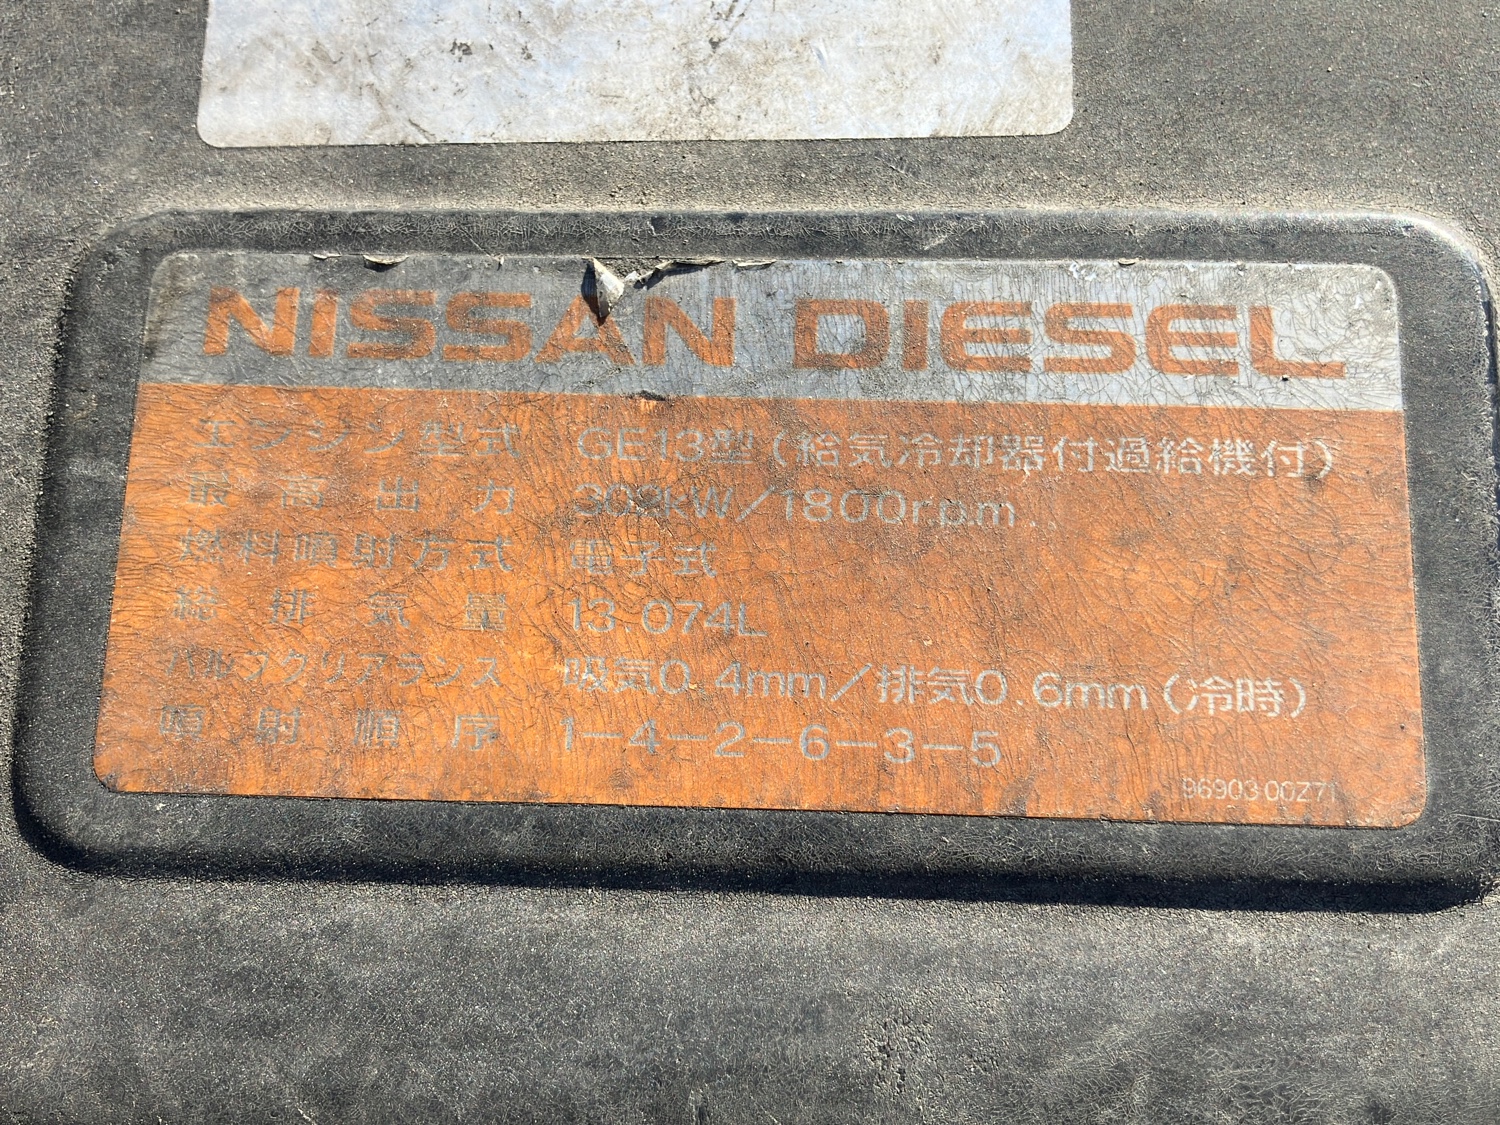 NISSAN DIESEL
エンジン型式 GE13型(給気冷却器付過給機付)
最高出力 /1800r.p.m.
燃料噴射方式 電子式
総排気量 13.074L
バルブクリアランス 吸気0.4mm/排気0.6mm(冷時)
噴射順序 1-4-2-6-3-5
96903 00Z71